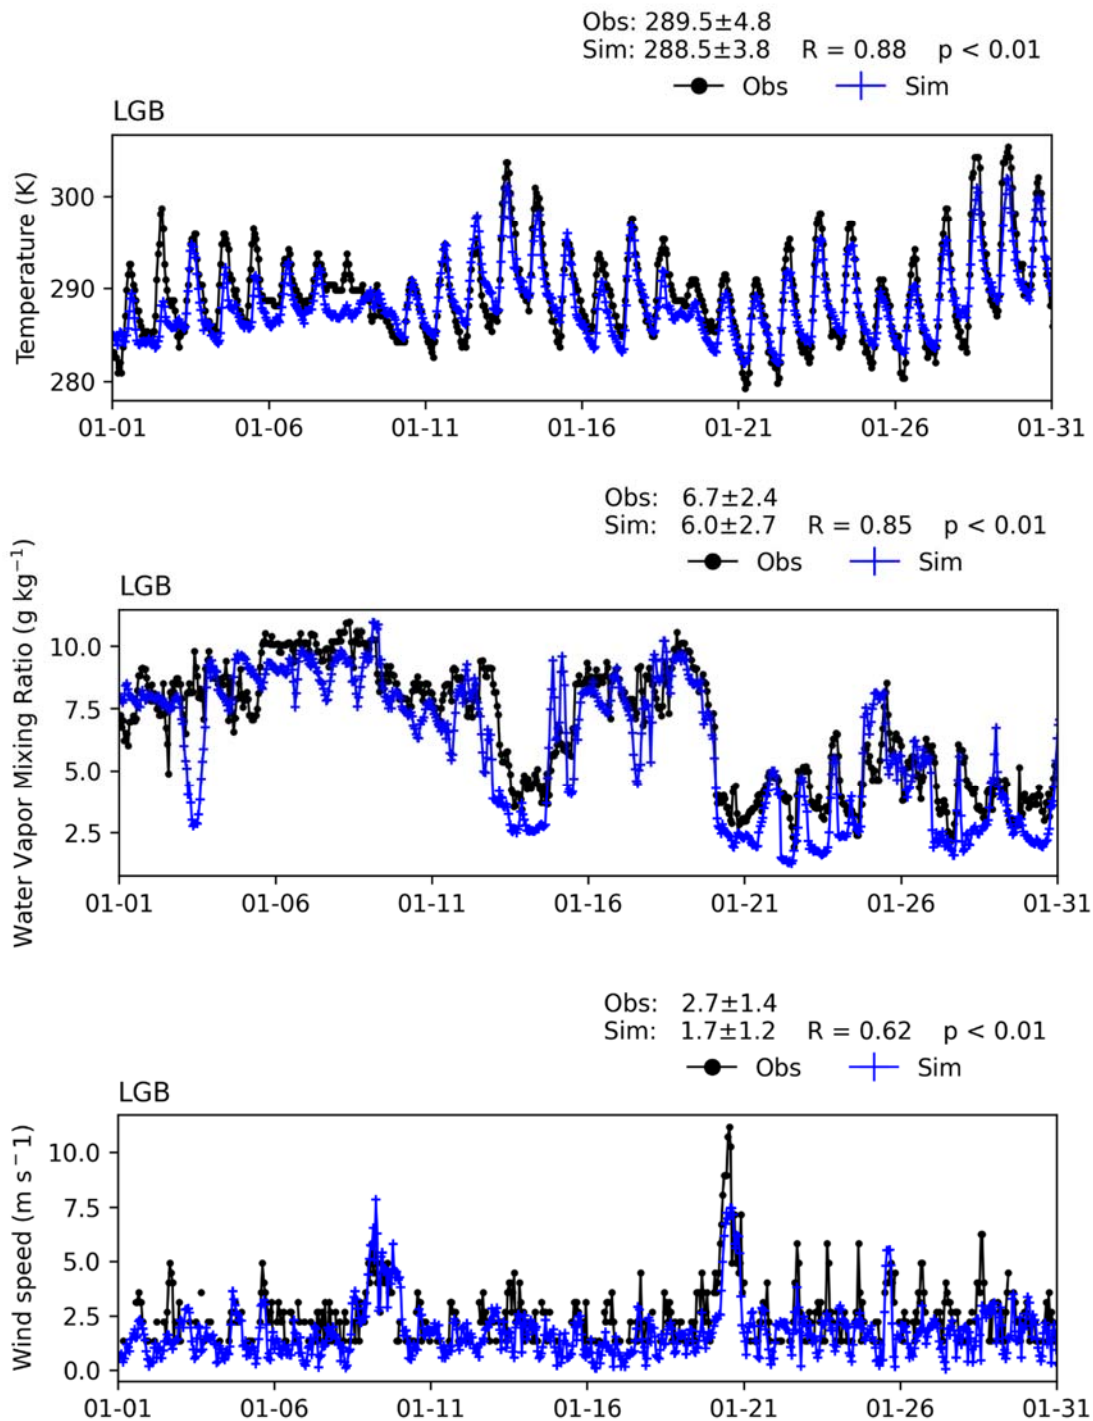 Obs: 289.5±4.8
Sim: 288.5±3.8 R = 0.88 p < 0.01
Obs Sim
LGB
Temperature (K)
300
290
280
01-01 01-06 01-11 01-16 01-21 01-26 01-31
Obs: 6.7±2.4
Sim: 6.0±2.7 R = 0.85 p < 0.01
Obs Sim
LGB
Water Vapor Mixing Ratio (g kg⁻¹)
10.0
7.5
5.0
2.5
01-01 01-06 01-11 01-16 01-21 01-26 01-31
Obs: 2.7±1.4
Sim: 1.7±1.2 R = 0.62 p < 0.01
Obs Sim
LGB
Wind speed (m s⁻1)
10.0
7.5
5.0
2.5
0.0
01-01 01-06 01-11 01-16 01-21 01-26 01-31